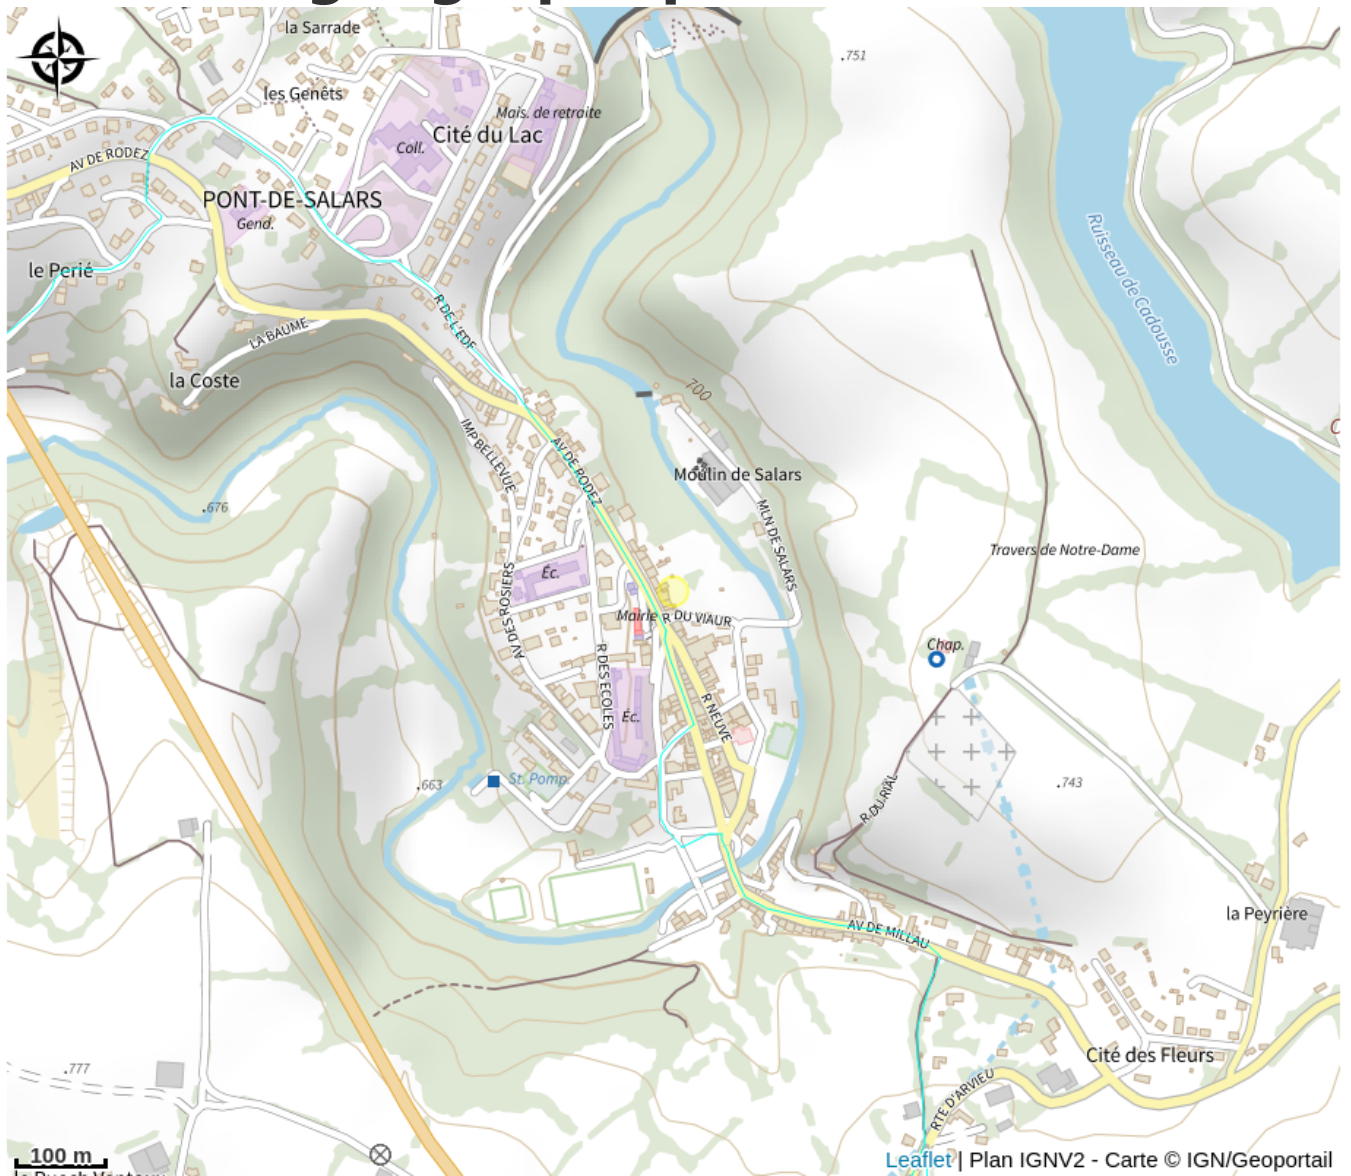 la Sarrade
.751
les Genêts
Mais. de retraite
Cité du Lac
Coll.
AV DE RODEZ
PONT-DE-SALARS
Gend.
Ruisseau de Cadousse
le Perié
R DE L'EDF
LA BAUME
la Coste
700
IMP BELLEVUE
AV DE RODEZ
Moulin de Salars
.676
MLN DE SALARS
Travers de Notre-Dame
Éc.
AV DES ROSIERS
Mairie
R DU VIAUR
Chap.
R DES ECOLES
R NEUVE
Éc.
St. Pomp.
.663
.743
R DU RIAL
la Peyrière
AV DE MILLAU
Cité des Fleurs
.777
RTE D'ARVIEU
100 m
Leaflet | Plan IGNV2 - Carte © IGN/Geoportail